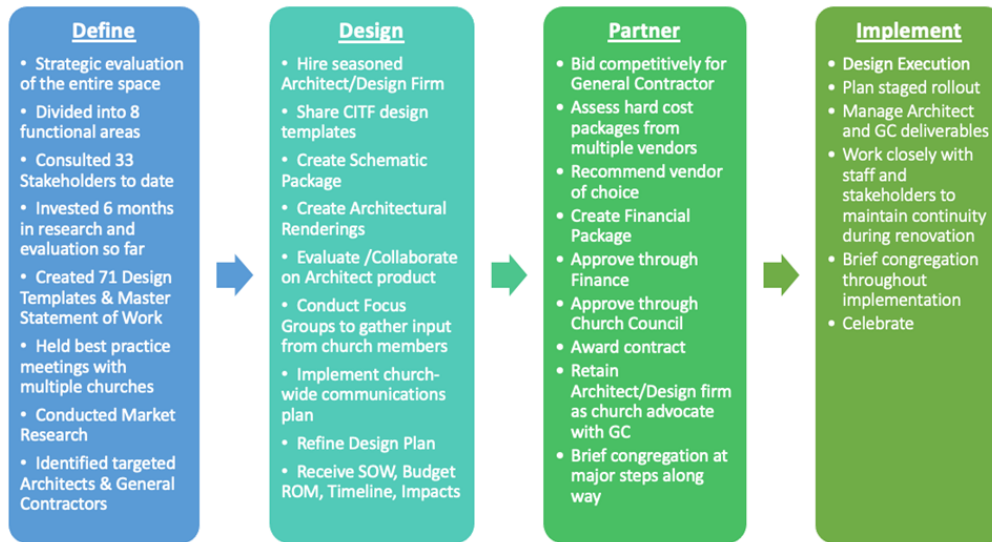 Define
• Strategic evaluation
of the entire space
• Divided into 8
functional areas
• Consulted 33
Stakeholders to date
• Invested 6 months
in research and
evaluation so far
• Created 71 Design
Templates & Master
Statement of Work
• Held best practice
meetings with
multiple churches
• Conducted Market
Research
• Identified targeted
Architects & General
Contractors
Design
• Hire seasoned
Architect/Design Firm
• Share CITF design
templates
• Create Schematic
Package
• Create Architectural
Renderings
• Evaluate /Collaborate
on Architect product
• Conduct Focus
Groups to gather input
from church members
• Implement church-
wide communications
plan
• Refine Design Plan
• Receive SOW, Budget
ROM, Timeline, Impacts
Partner
• Bid competitively for
General Contractor
• Assess hard cost
packages from
multiple vendors
• Recommend vendor
of choice
• Create Financial
Package
• Approve through
Finance
• Approve through
Church Council
• Award contract
• Retain
Architect/Design firm
as church advocate
with GC
• Brief congregation at
major steps along
way
Implement
• Design Execution
• Plan staged rollout
• Manage Architect
and GC deliverables
• Work closely with
staff and
stakeholders to
maintain continuity
during renovation
• Brief congregation
throughout
implementation
• Celebrate